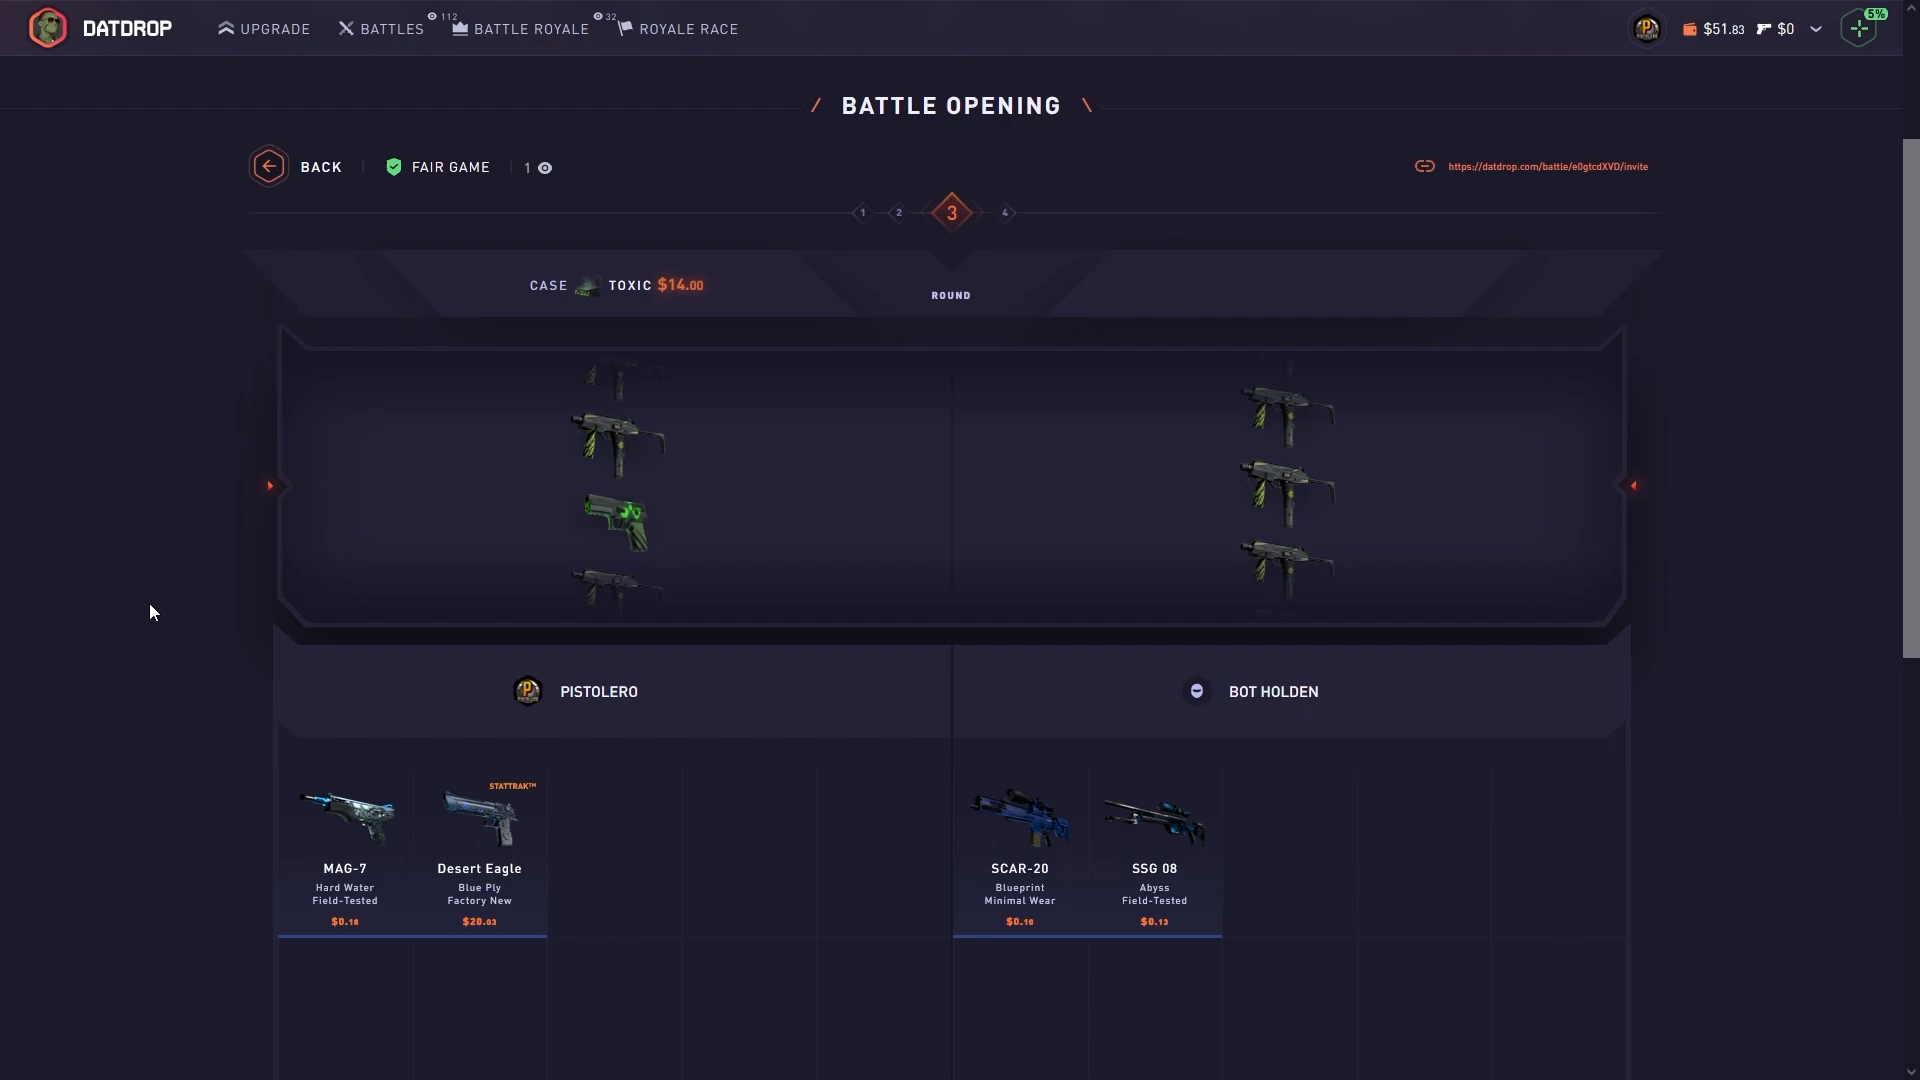 DATDROP
UPGRADE
BATTLES 112
BATTLE ROYALE 32
ROYALE RACE
$51.83
$0
5%
/ BATTLE OPENING \
BACK
FAIR GAME
1
https://datdrop.com/battle/e0gtcdXVD/invite
1 2 3 4
CASE TOXIC $14.00
ROUND
PISTOLERO
BOT HOLDEN
STATTRAK™
MAG-7
Hard Water
Field-Tested
$0.18
Desert Eagle
Blue Ply
Factory New
$20.03
SCAR-20
Blueprint
Minimal Wear
$0.10
SSG 08
Abyss
Field-Tested
$0.13